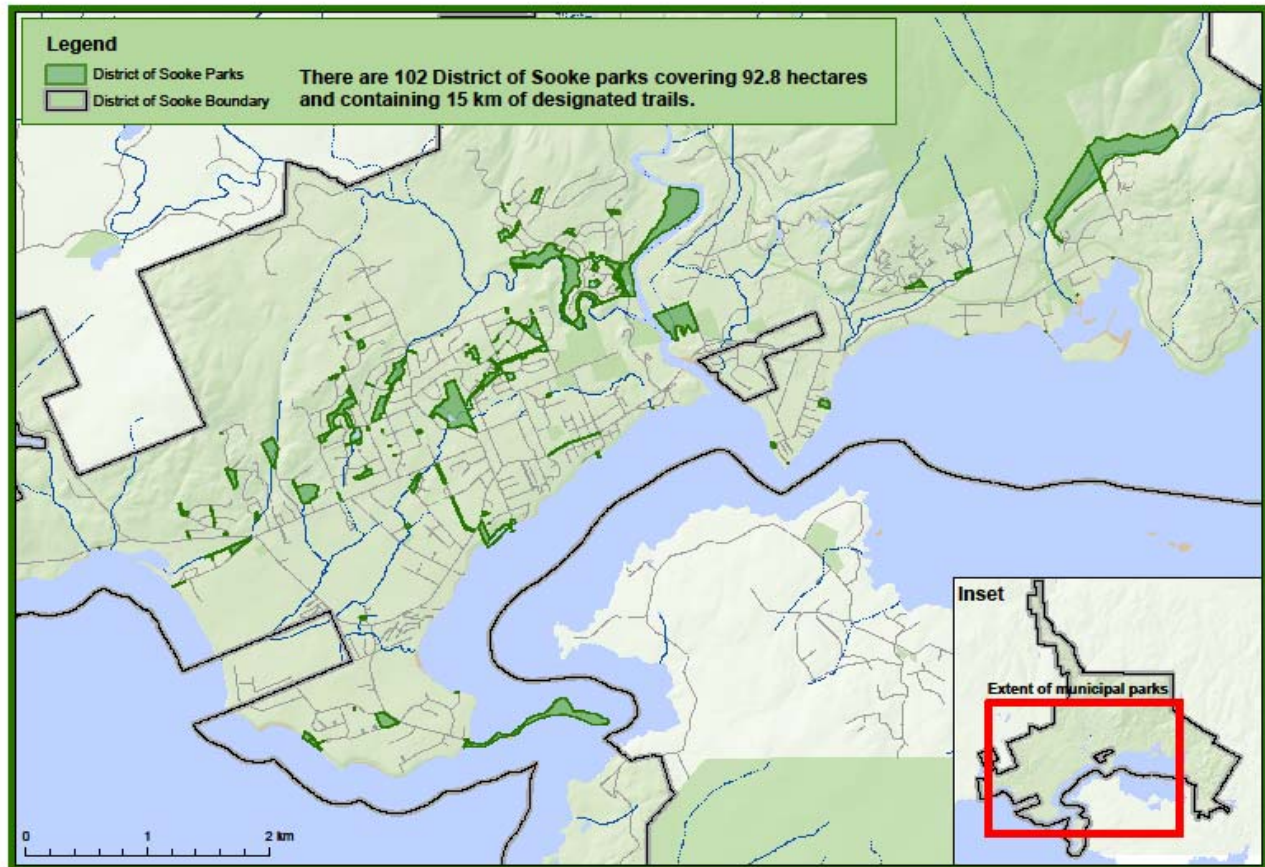 Legend
District of Sooke Parks
District of Sooke Boundary
There are 102 District of Sooke parks covering 92.8 hectares
and containing 15 km of designated trails.
Inset
Extent of municipal parks
0 1 2 km